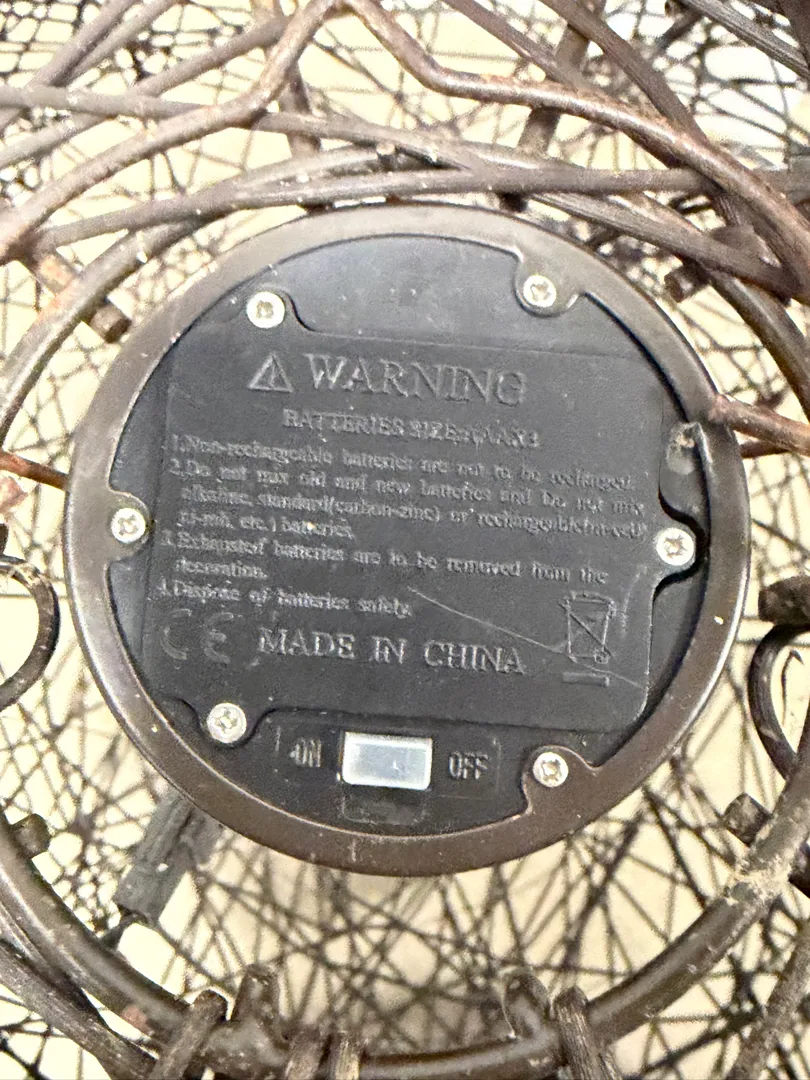 WARNING
BATTERIES SIZE:
1.Non-rechargeable batteries are not to be recharged.
2.Do not mix old and new batteries and Do not mix
alkaline, standard(carbon-zinc) or rechargeable
etc.) batteries.
3.Exhausted batteries are to be removed from the
decoration.
4.Dispose of batteries safely.
CE MADE IN CHINA
ON OFF